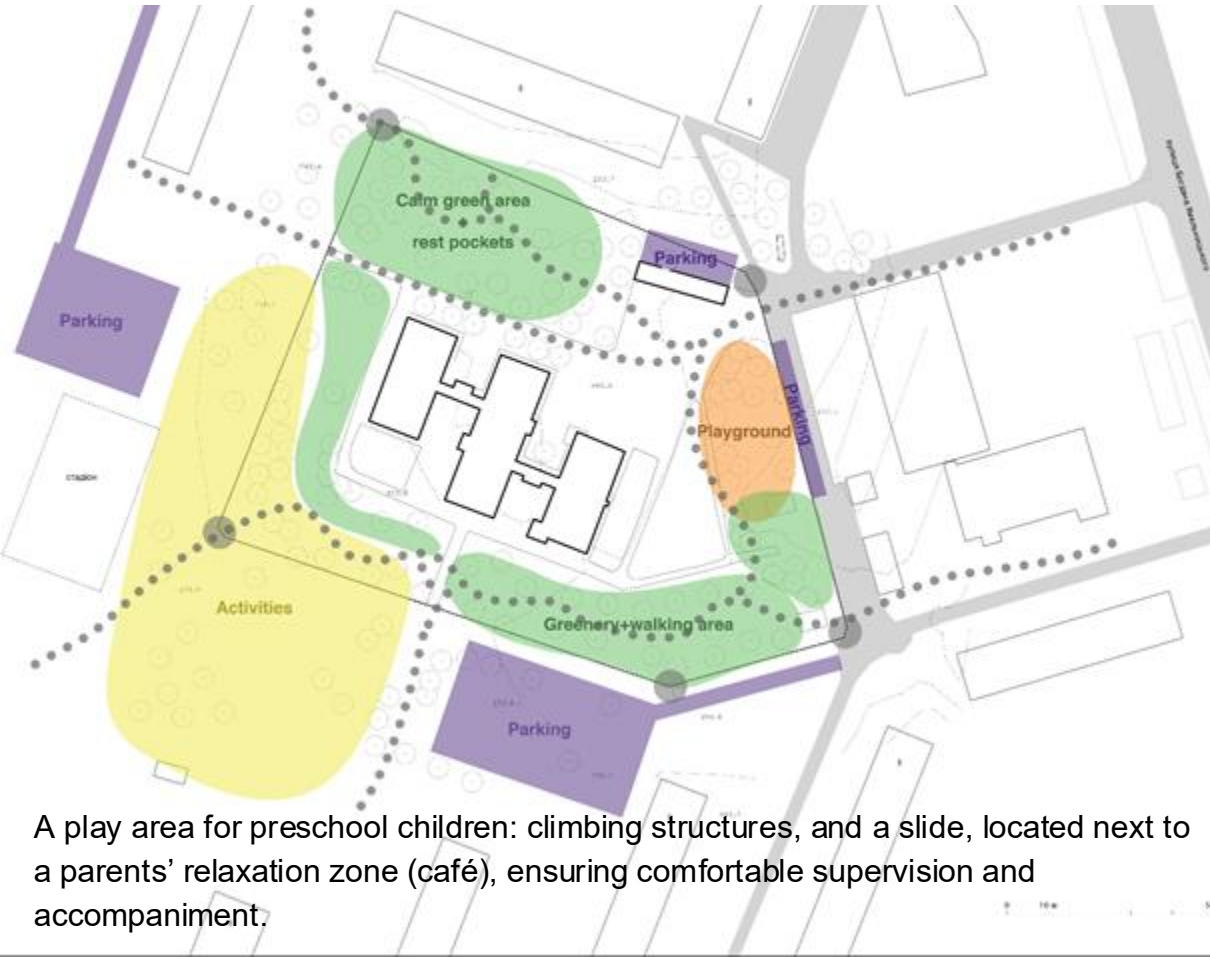 Calm green area
rest pockets
Parking
Parking
Parking
Playground
СТАДІОН
Activities
Greenery+walking area
Parking
A play area for preschool children: climbing structures, and a slide, located next to
a parents’ relaxation zone (café), ensuring comfortable supervision and
accompaniment.